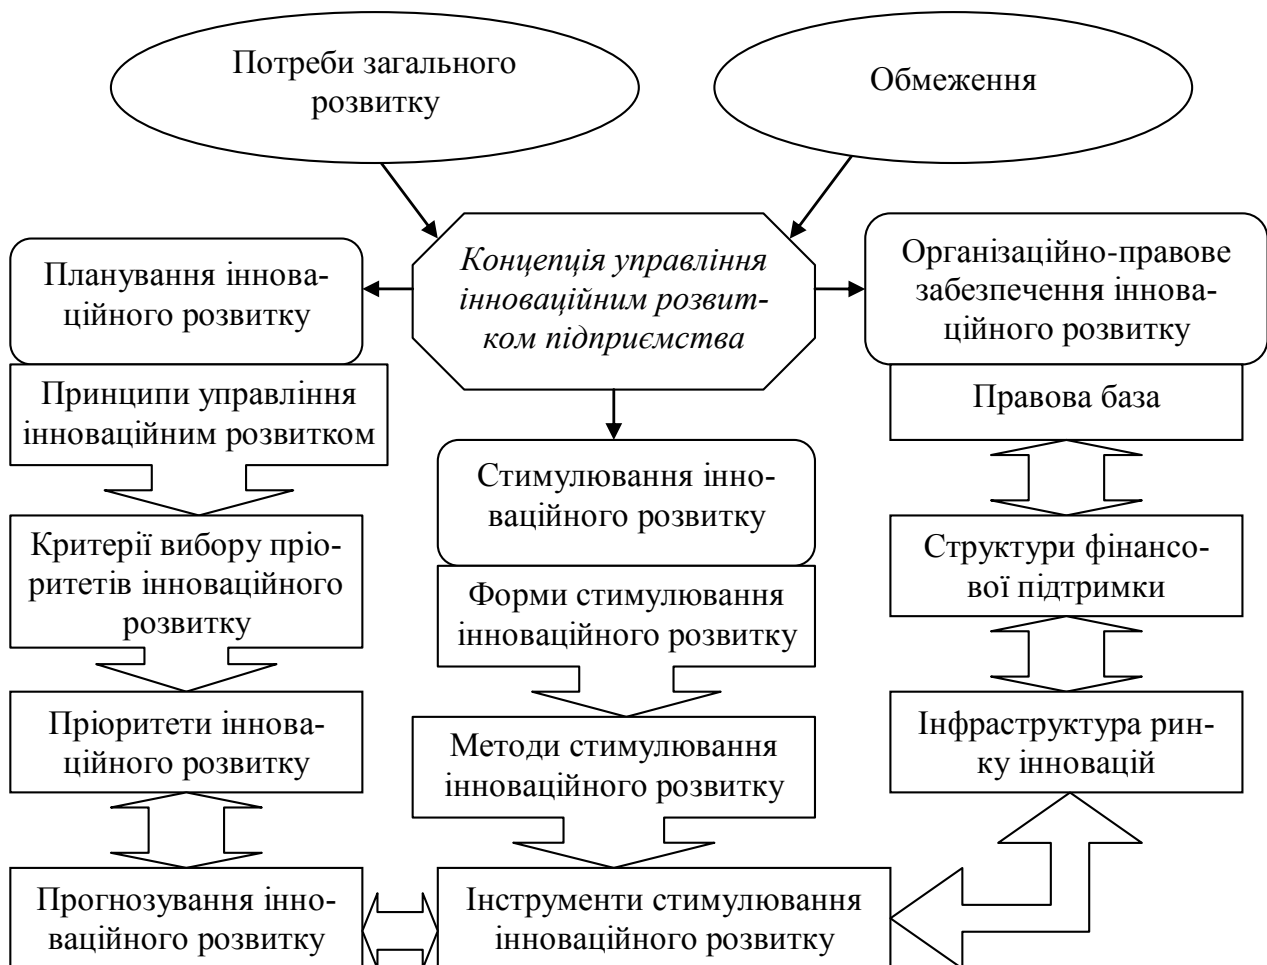 Потреби загального
розвитку
Обмеження
Концепція управління
інноваційним розвит-
ком підприємства
Планування іннова-
ційного розвитку
Організаційно-правове
забезпечення іннова-
ційного розвитку
Принципи управління
інноваційним розвитком
Правова база
Стимулювання інно-
ваційного розвитку
Критерії вибору пріо-
ритетів інноваційного
розвитку
Структури фінансо-
вої підтримки
Форми стимулювання
інноваційного розвитку
Пріоритети іннова-
ційного розвитку
Методи стимулювання
інноваційного розвитку
Інфраструктура рин-
ку інновацій
Прогнозування інно-
ваційного розвитку
Інструменти стимулювання
інноваційного розвитку